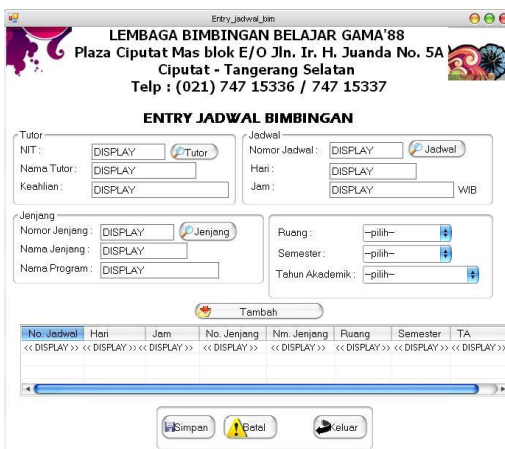 Entry_jadwal_bim
LEMBAGA BIMBINGAN BELAJAR GAMA'88
Plaza Ciputat Mas blok E/O Jln. Ir. H. Juanda No. 5A
Ciputat - Tangerang Selatan
Telp : (021) 747 15336 / 747 15337
ENTRY JADWAL BIMBINGAN
Tutor
NIT : DISPLAY Tutor
Nama Tutor : DISPLAY
Keahlian : DISPLAY
Jadwal
Nomor Jadwal : DISPLAY Jadwal
Hari : DISPLAY
Jam : DISPLAY WIB
Jenjang
Nomor Jenjang : DISPLAY Jenjang
Nama Jenjang : DISPLAY
Nama Program : DISPLAY
Ruang : --pilih--
Semester : --pilih--
Tahun Akademik : --pilih--
Tambah
No. Jadwal Hari Jam No. Jenjang Nm. Jenjang Ruang Semester TA
<< DISPLAY >> << DISPLAY >> << DISPLAY >> << DISPLAY >> << DISPLAY >> << DISPLAY >> << DISPLAY >> << DISPLAY >>
Simpan Batal Keluar